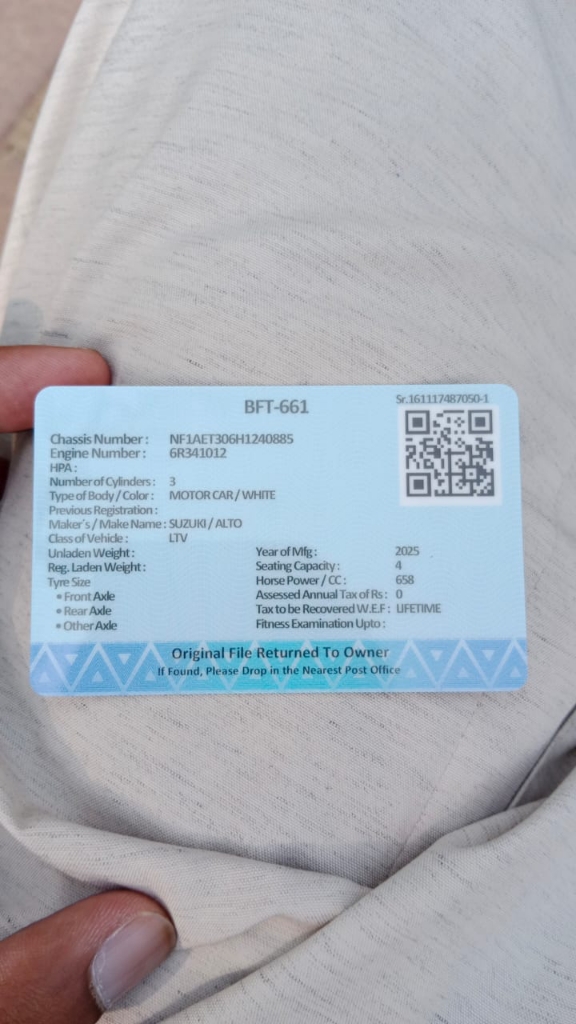 BFT-661
Sr.161117487050-1
Chassis Number : NF1AET306H1240885
Engine Number : 6R341012
HPA :
Number of Cylinders : 3
Type of Body / Color : MOTOR CAR / WHITE
Previous Registration :
Maker's / Make Name : SUZUKI / ALTO
Class of Vehicle : LTV
Unladen Weight : Year of Mfg : 2025
Reg. Laden Weight : Seating Capacity : 4
Tyre Size Horse Power / CC : 658
• Front Axle Assessed Annual Tax of Rs : 0
• Rear Axle Tax to be Recovered W.E.F : LIFETIME
• Other Axle Fitness Examination Upto :
Original File Returned To Owner
If Found, Please Drop in the Nearest Post Office